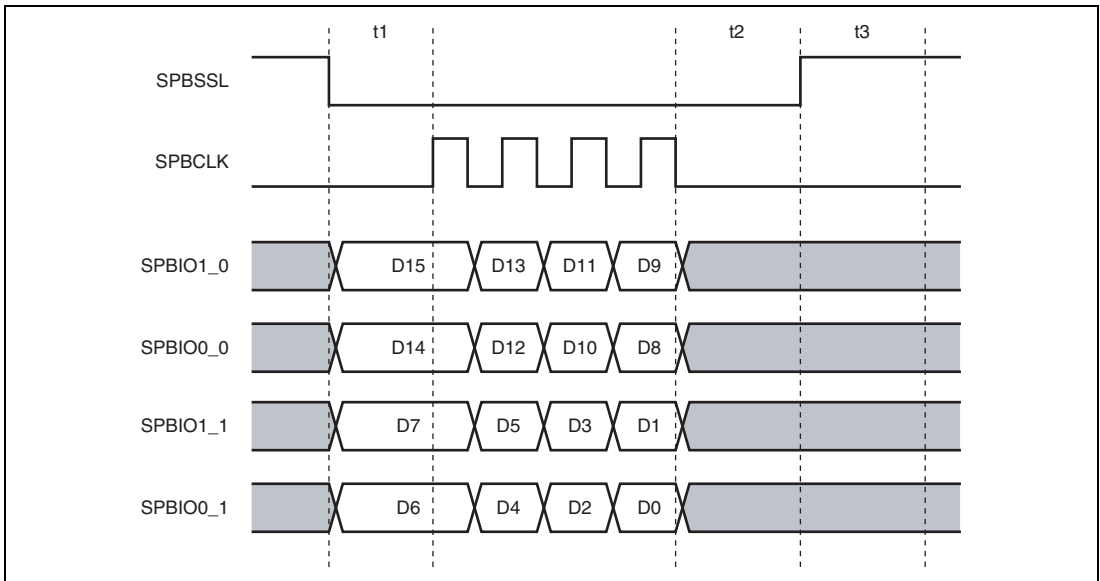 t1 t2 t3
SPBSSL
SPBCLK
SPBIO1_0 D15 D13 D11 D9
SPBIO0_0 D14 D12 D10 D8
SPBIO1_1 D7 D5 D3 D1
SPBIO0_1 D6 D4 D2 D0